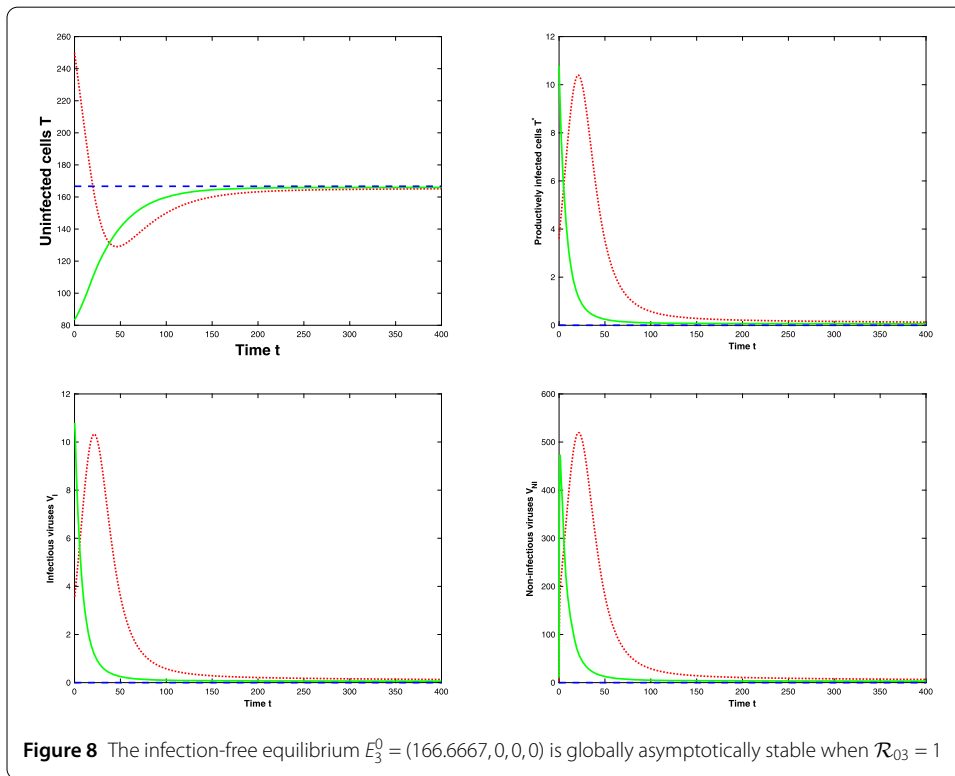 260
240
220
200
180
160
140
120
100
80
Uninfected cells T
0 50 100 150 200 250 300 350 400
Time t
12
10
8
6
4
2
0
Productively infected cells T*
0 50 100 150 200 250 300 350 400
Time t
12
10
8
6
4
2
0
Infectious viruses V_I
0 50 100 150 200 250 300 350 400
Time t
600
500
400
300
200
100
0
Non-infectious viruses V_NI
0 50 100 150 200 250 300 350 400
Time t
Figure 8 The infection-free equilibrium E₃⁰ = (166.6667, 0, 0, 0) is globally asymptotically stable when ℛ₀₃ = 1